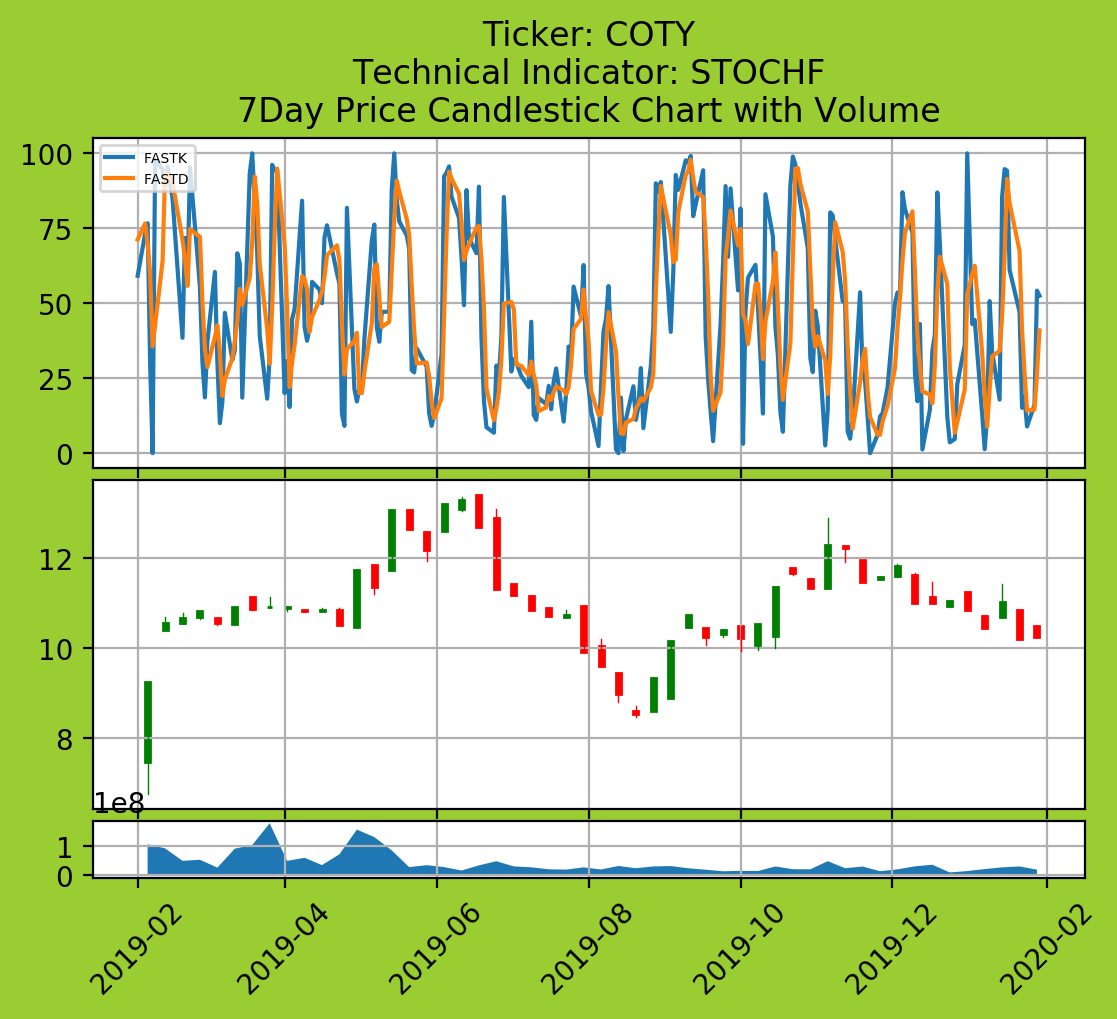 Ticker: COTY
Technical Indicator: STOCHF
7Day Price Candlestick Chart with Volume
100
75
50
25
0
FASTK
FASTD
12
10
8
1e8
1
0
2019-02
2019-04
2019-06
2019-08
2019-10
2019-12
2020-02